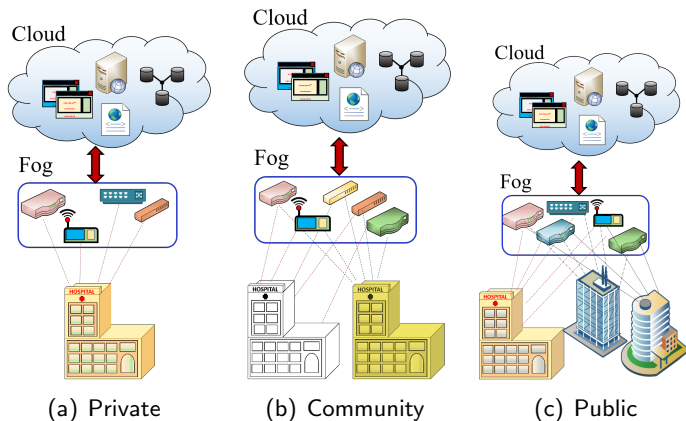 Cloud
Fog
HOSPITAL
(a) Private
Cloud
Fog
HOSPITAL
HOSPITAL
(b) Community
Cloud
Fog
HOSPITAL
(c) Public